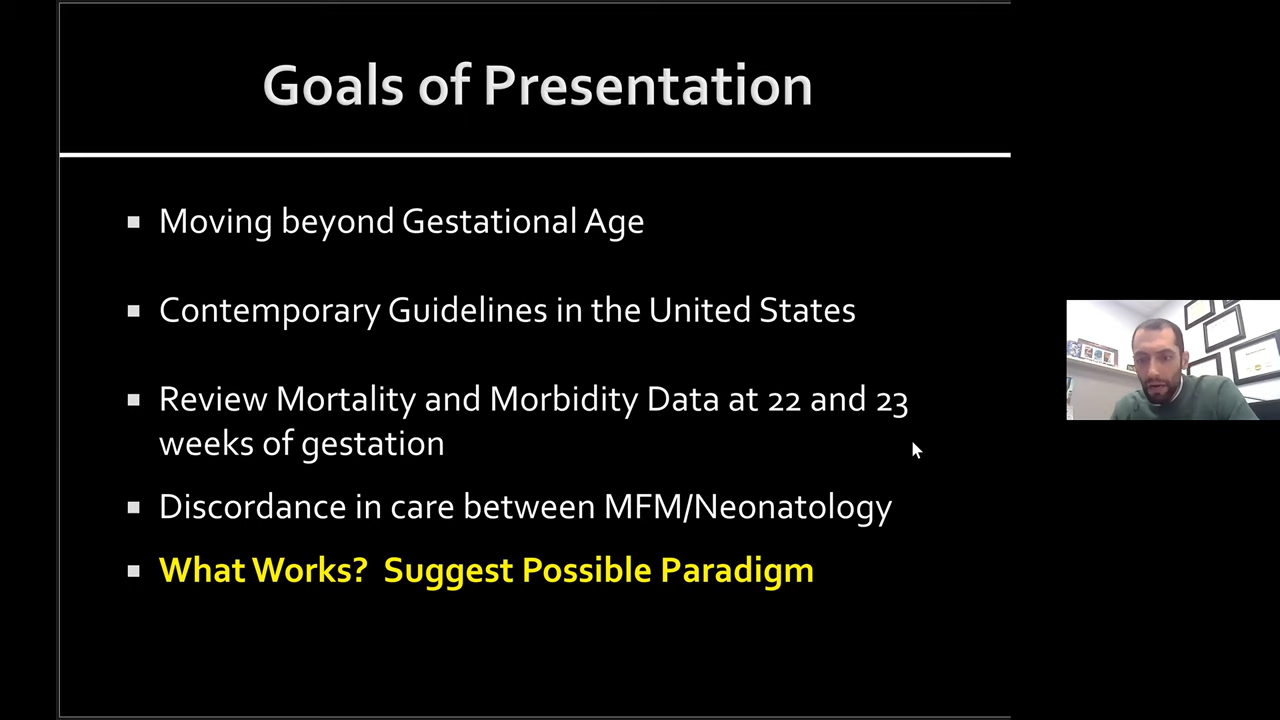 Goals of Presentation
Moving beyond Gestational Age
Contemporary Guidelines in the United States
Review Mortality and Morbidity Data at 22 and 23
weeks of gestation
Discordance in care between MFM/Neonatology
What Works? Suggest Possible Paradigm